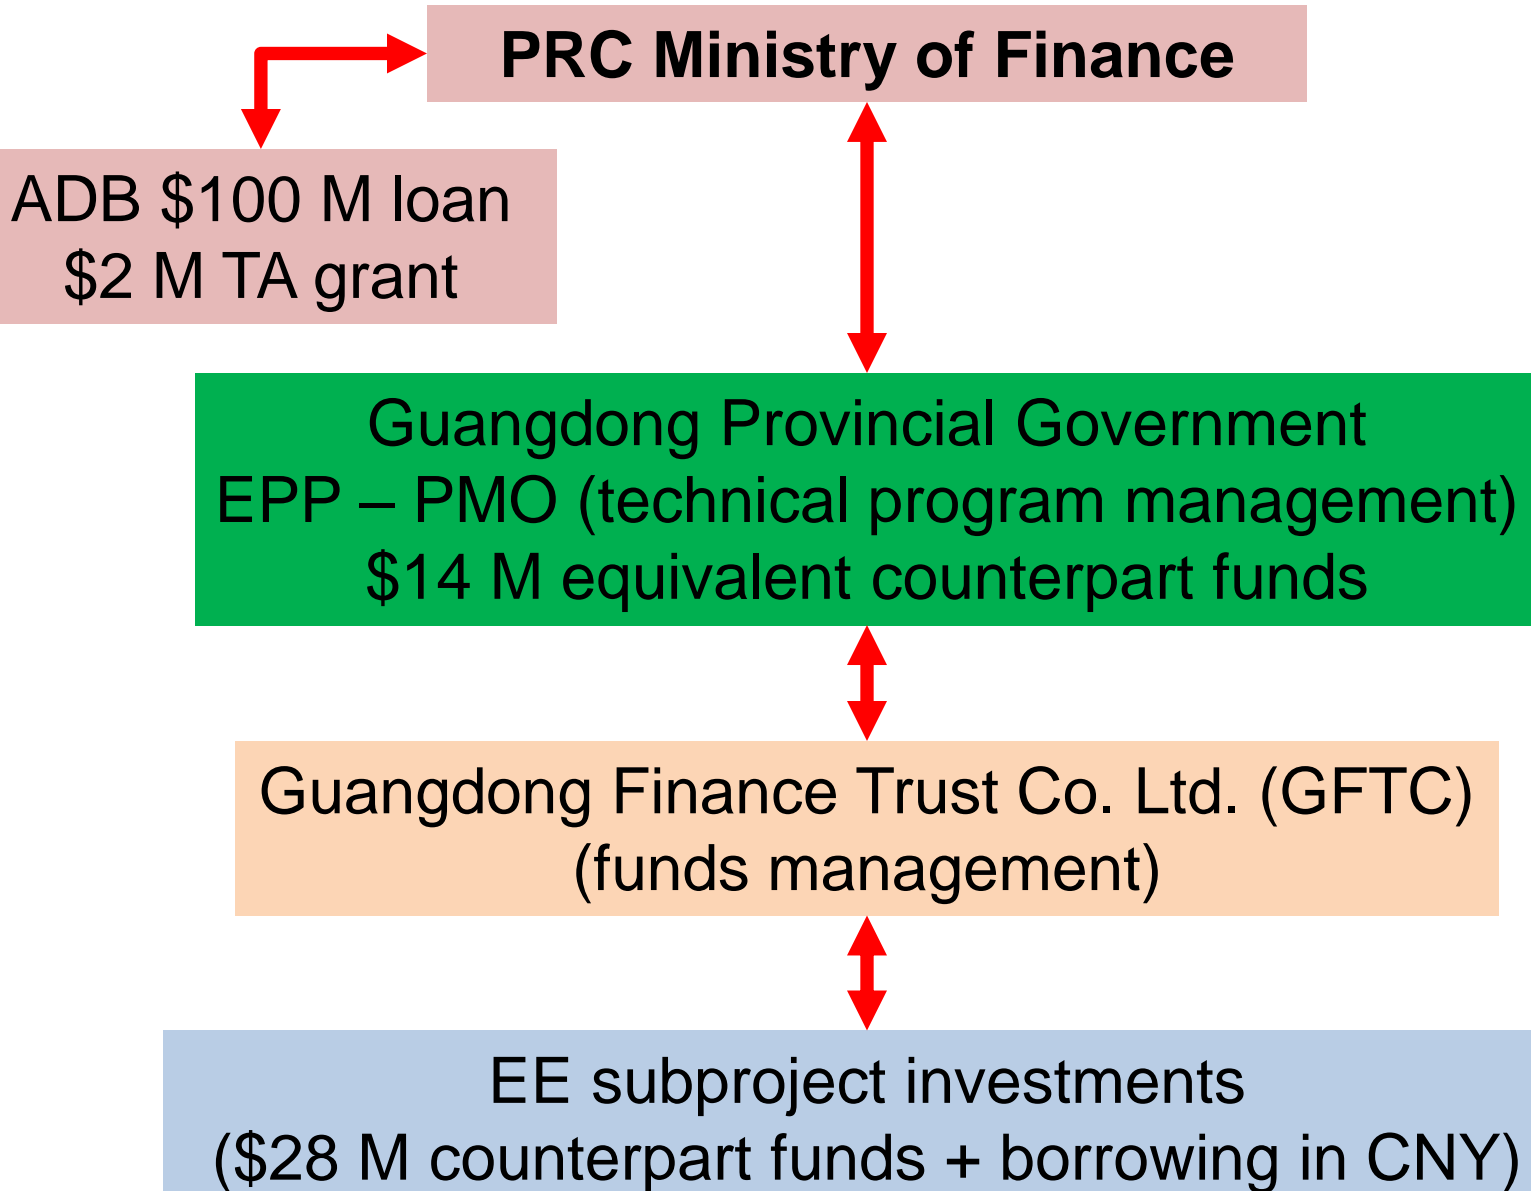 PRC Ministry of Finance
ADB $100 M loan
$2 M TA grant
Guangdong Provincial Government
EPP – PMO (technical program management)
$14 M equivalent counterpart funds
Guangdong Finance Trust Co. Ltd. (GFTC)
(funds management)
EE subproject investments
($28 M counterpart funds + borrowing in CNY)